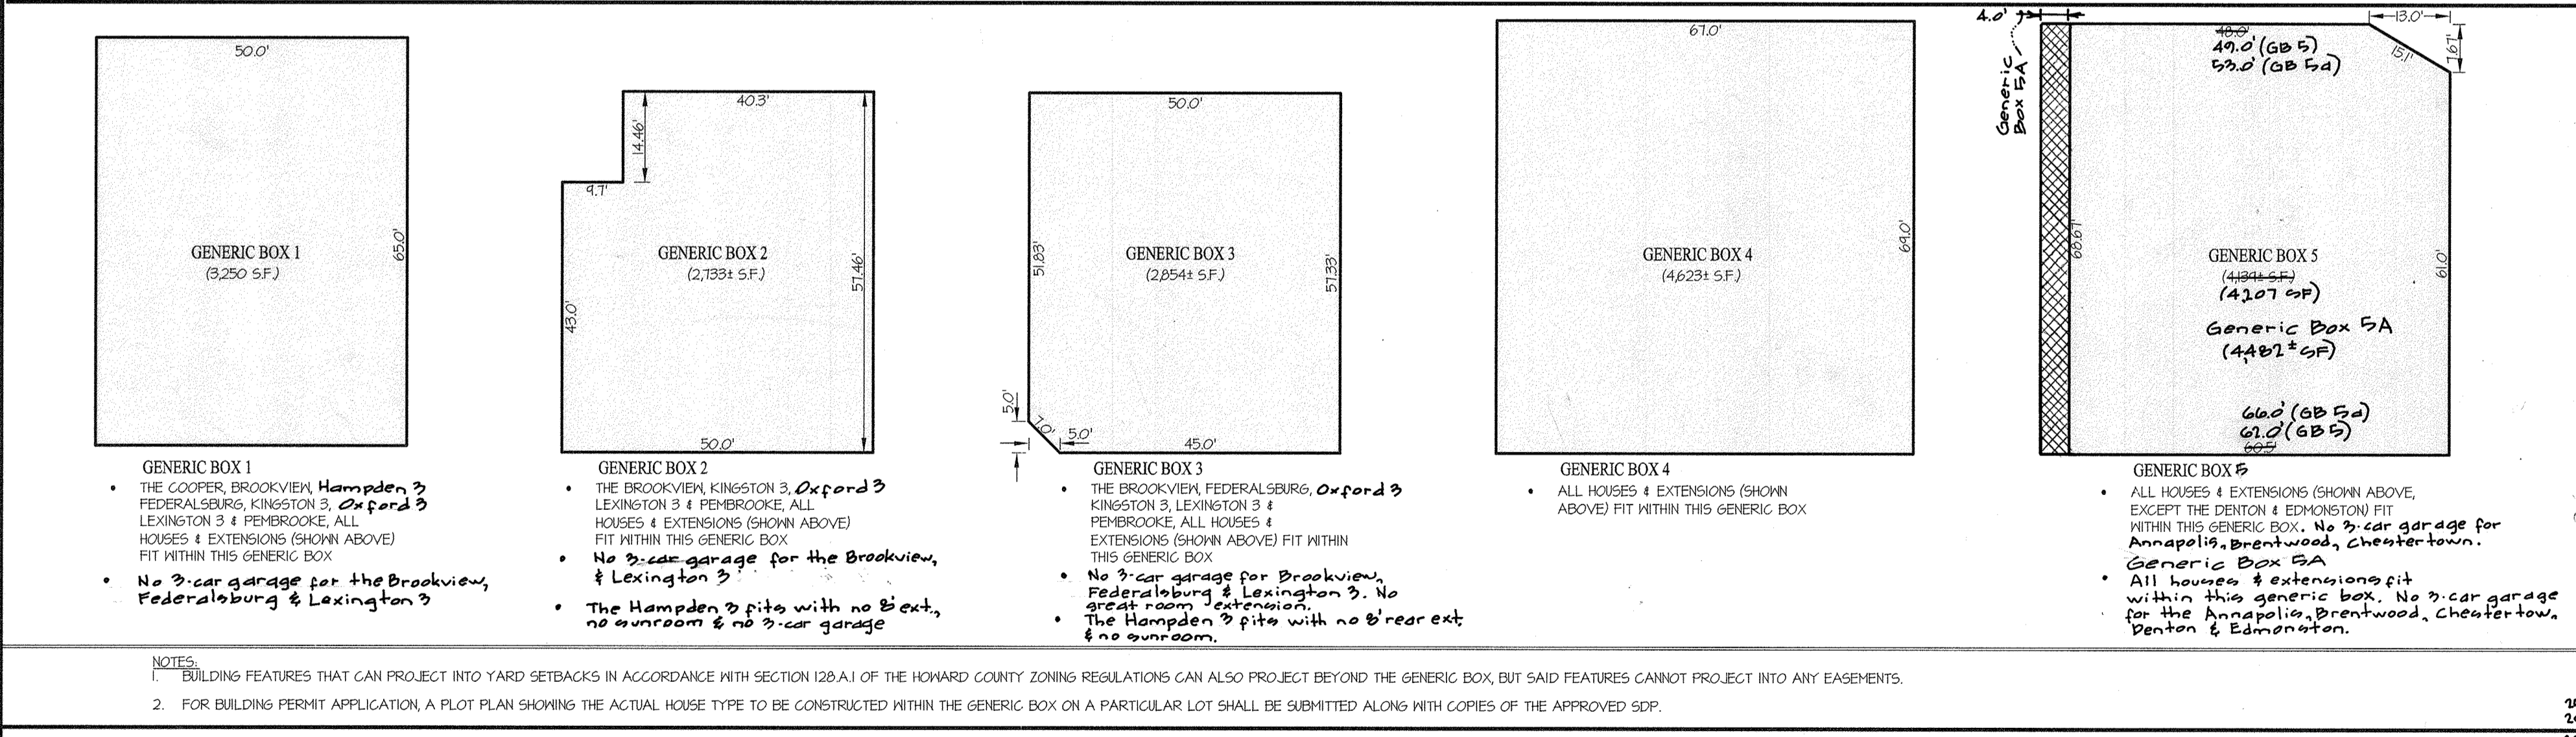 50.0'
65.0'
GENERIC BOX 1
(3,250 S.F.)
GENERIC BOX 1
• THE COOPER, BROOKVIEW, Hampden 3
FEDERALSBURG, KINGSTON 3, Oxford 3
LEXINGTON 3 & PEMBROOKE, ALL
HOUSES & EXTENSIONS (SHOWN ABOVE)
FIT WITHIN THIS GENERIC BOX
• No 3-car garage for the Brookview,
Federalsburg & Lexington 3
40.3'
14.46'
9.7'
57.46'
43.0'
GENERIC BOX 2
(2,733± S.F.)
50.0'
GENERIC BOX 2
• THE BROOKVIEW, KINGSTON 3, Oxford 3
LEXINGTON 3 & PEMBROOKE, ALL
HOUSES & EXTENSIONS (SHOWN ABOVE)
FIT WITHIN THIS GENERIC BOX
• No 3-car garage for the Brookview,
& Lexington 3
• The Hampden 3 fits with no 8' ext.,
no sunroom & no 3-car garage
50.0'
51.83'
57.33'
GENERIC BOX 3
(2,854± S.F.)
5.0'
7.0'
5.0'
45.0'
GENERIC BOX 3
• THE BROOKVIEW, FEDERALSBURG, Oxford 3
KINGSTON 3, LEXINGTON 3 &
PEMBROOKE, ALL HOUSES &
EXTENSIONS (SHOWN ABOVE) FIT WITHIN
THIS GENERIC BOX
• No 3-car garage for Brookview,
Federalsburg & Lexington 3. No
great room extension.
• The Hampden 3 fits with no 8' rear ext.
& no sunroom.
67.0'
69.0'
GENERIC BOX 4
(4,623± S.F.)
GENERIC BOX 4
• ALL HOUSES & EXTENSIONS (SHOWN
ABOVE) FIT WITHIN THIS GENERIC BOX
4.0'
Generic
Box 5A
13.0'
15.1'
7.67'
48.0'
49.0' (GB 5)
53.0' (GB 5a)
68.67'
61.0'
GENERIC BOX 5
(4,134± S.F.)
(4,207 SF)
Generic Box 5A
(4,482± SF)
66.0' (GB 5a)
62.0' (GB 5)
60.5'
GENERIC BOX 5
• ALL HOUSES & EXTENSIONS (SHOWN ABOVE,
EXCEPT THE DENTON & EDMONSTON) FIT
WITHIN THIS GENERIC BOX. No 3-car garage for
Annapolis, Brentwood, Chestertown.
Generic Box 5A
• All houses & extensions fit
within this generic box. No 3-car garage
for the Annapolis, Brentwood, Chestertow,
Denton & Edmonston.
NOTES:
1. BUILDING FEATURES THAT CAN PROJECT INTO YARD SETBACKS IN ACCORDANCE WITH SECTION 128.A.1 OF THE HOWARD COUNTY ZONING REGULATIONS CAN ALSO PROJECT BEYOND THE GENERIC BOX, BUT SAID FEATURES CANNOT PROJECT INTO ANY EASEMENTS.
2. FOR BUILDING PERMIT APPLICATION, A PLOT PLAN SHOWING THE ACTUAL HOUSE TYPE TO BE CONSTRUCTED WITHIN THE GENERIC BOX ON A PARTICULAR LOT SHALL BE SUBMITTED ALONG WITH COPIES OF THE APPROVED SDP.